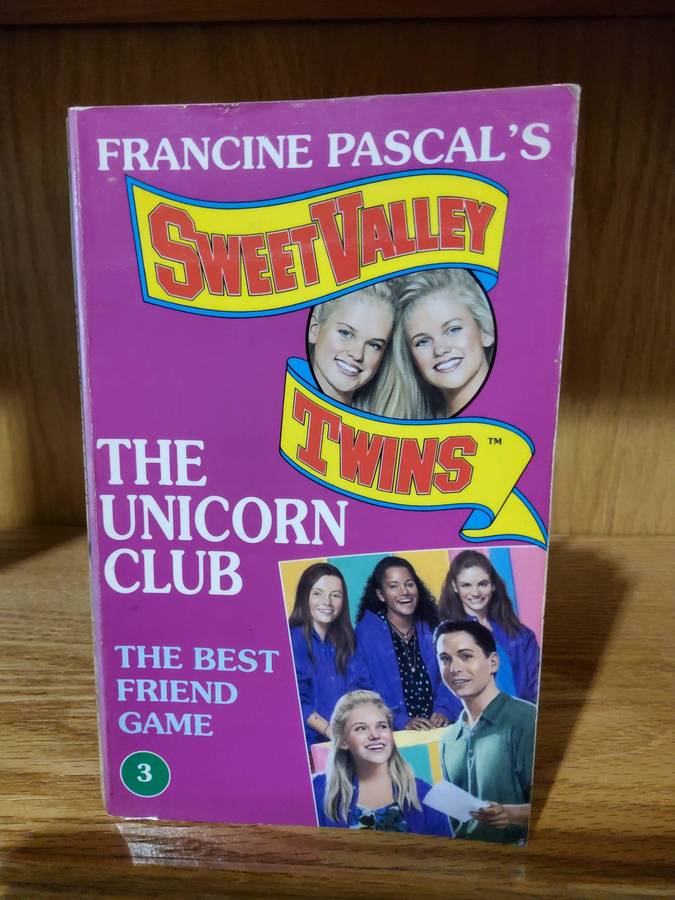 FRANCINE PASCAL'S
SWEET VALLEY
TWINS™
THE
UNICORN
CLUB
THE BEST
FRIEND
GAME
3